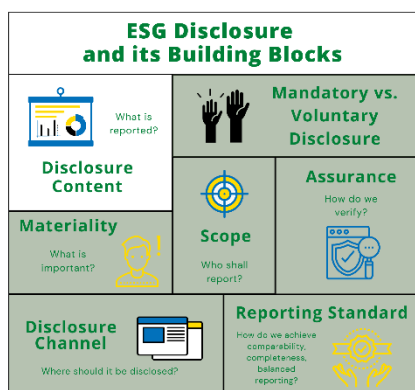 ESG Disclosure
and its Building Blocks
What is
reported?
Disclosure
Content
Mandatory vs.
Voluntary
Disclosure
Materiality
What is
important?
Scope
Who shall
report?
Assurance
How do we
verify?
Disclosure
Channel
Where should it be disclosed?
Reporting Standard
How do we achieve
comparability,
completeness,
balanced
reporting?